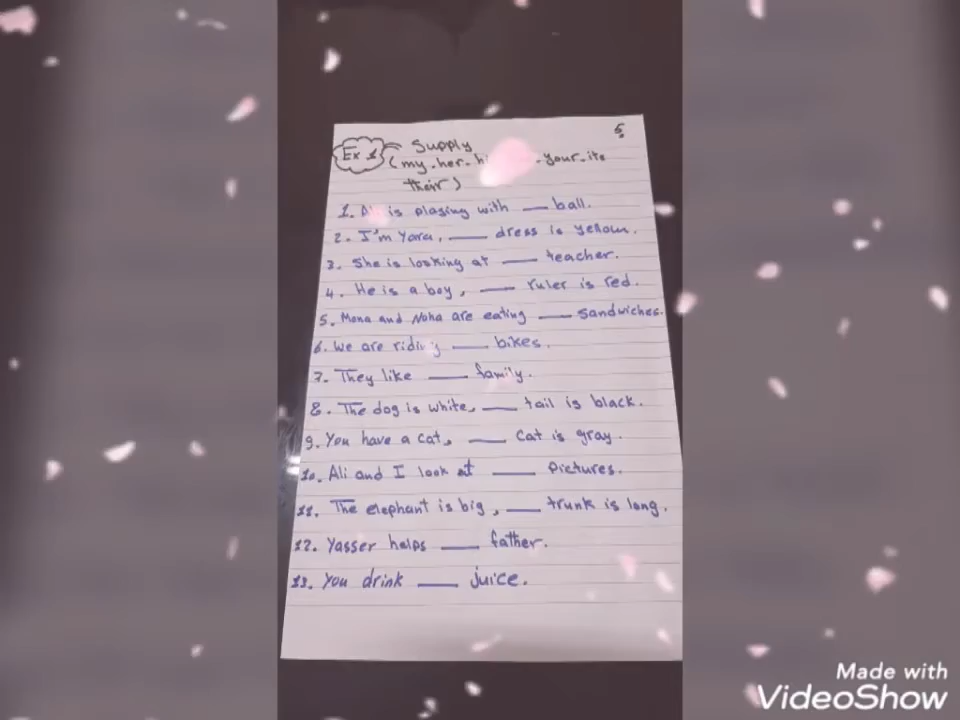 5
Ex 1 Supply
(my-her- -your-its
their)
1. is plaging with ___ ball.
2. I'm Yara, ___ dress is yellow.
3. She is looking at ___ teacher.
4. He is a boy, ___ ruler is red.
5. Mona and Noha are eating ___ sandwiches.
6. We are riding ___ bikes.
7. They like ___ family.
8. The dog is white, ___ tail is black.
9. You have a cat, ___ cat is gray.
10. Ali and I look at ___ pictures.
11. The elephant is big, ___ trunk is long.
12. Yasser helps ___ father.
13. You drink ___ juice.
Made with
VideoShow